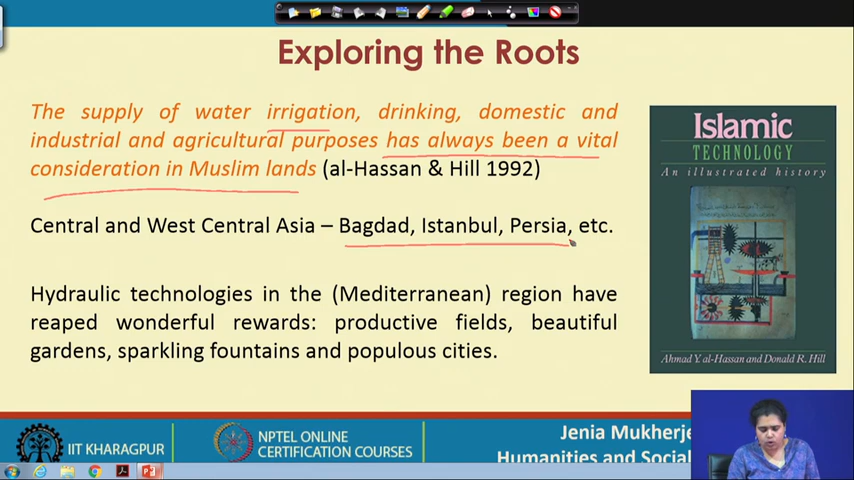 Exploring the Roots
The supply of water irrigation, drinking, domestic and
industrial and agricultural purposes has always been a vital
consideration in Muslim lands (al-Hassan & Hill 1992)
Central and West Central Asia – Bagdad, Istanbul, Persia, etc.
Hydraulic technologies in the (Mediterranean) region have
reaped wonderful rewards: productive fields, beautiful
gardens, sparkling fountains and populous cities.
Islamic
TECHNOLOGY
An illustrated history
Ahmad Y. al-Hassan and Donald R. Hill
IIT KHARAGPUR
NPTEL ONLINE
CERTIFICATION COURSES
Jenia Mukherje
Humanities and Social